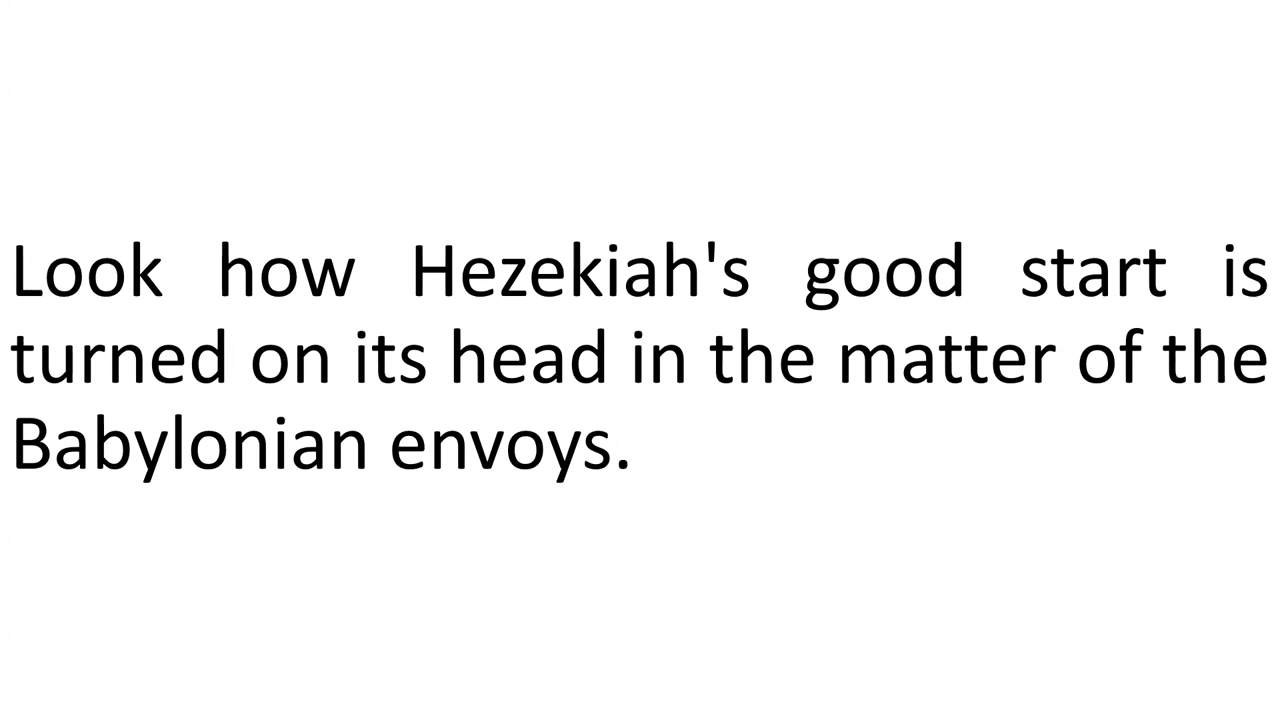 Look how Hezekiah's good start is
turned on its head in the matter of the
Babylonian envoys.